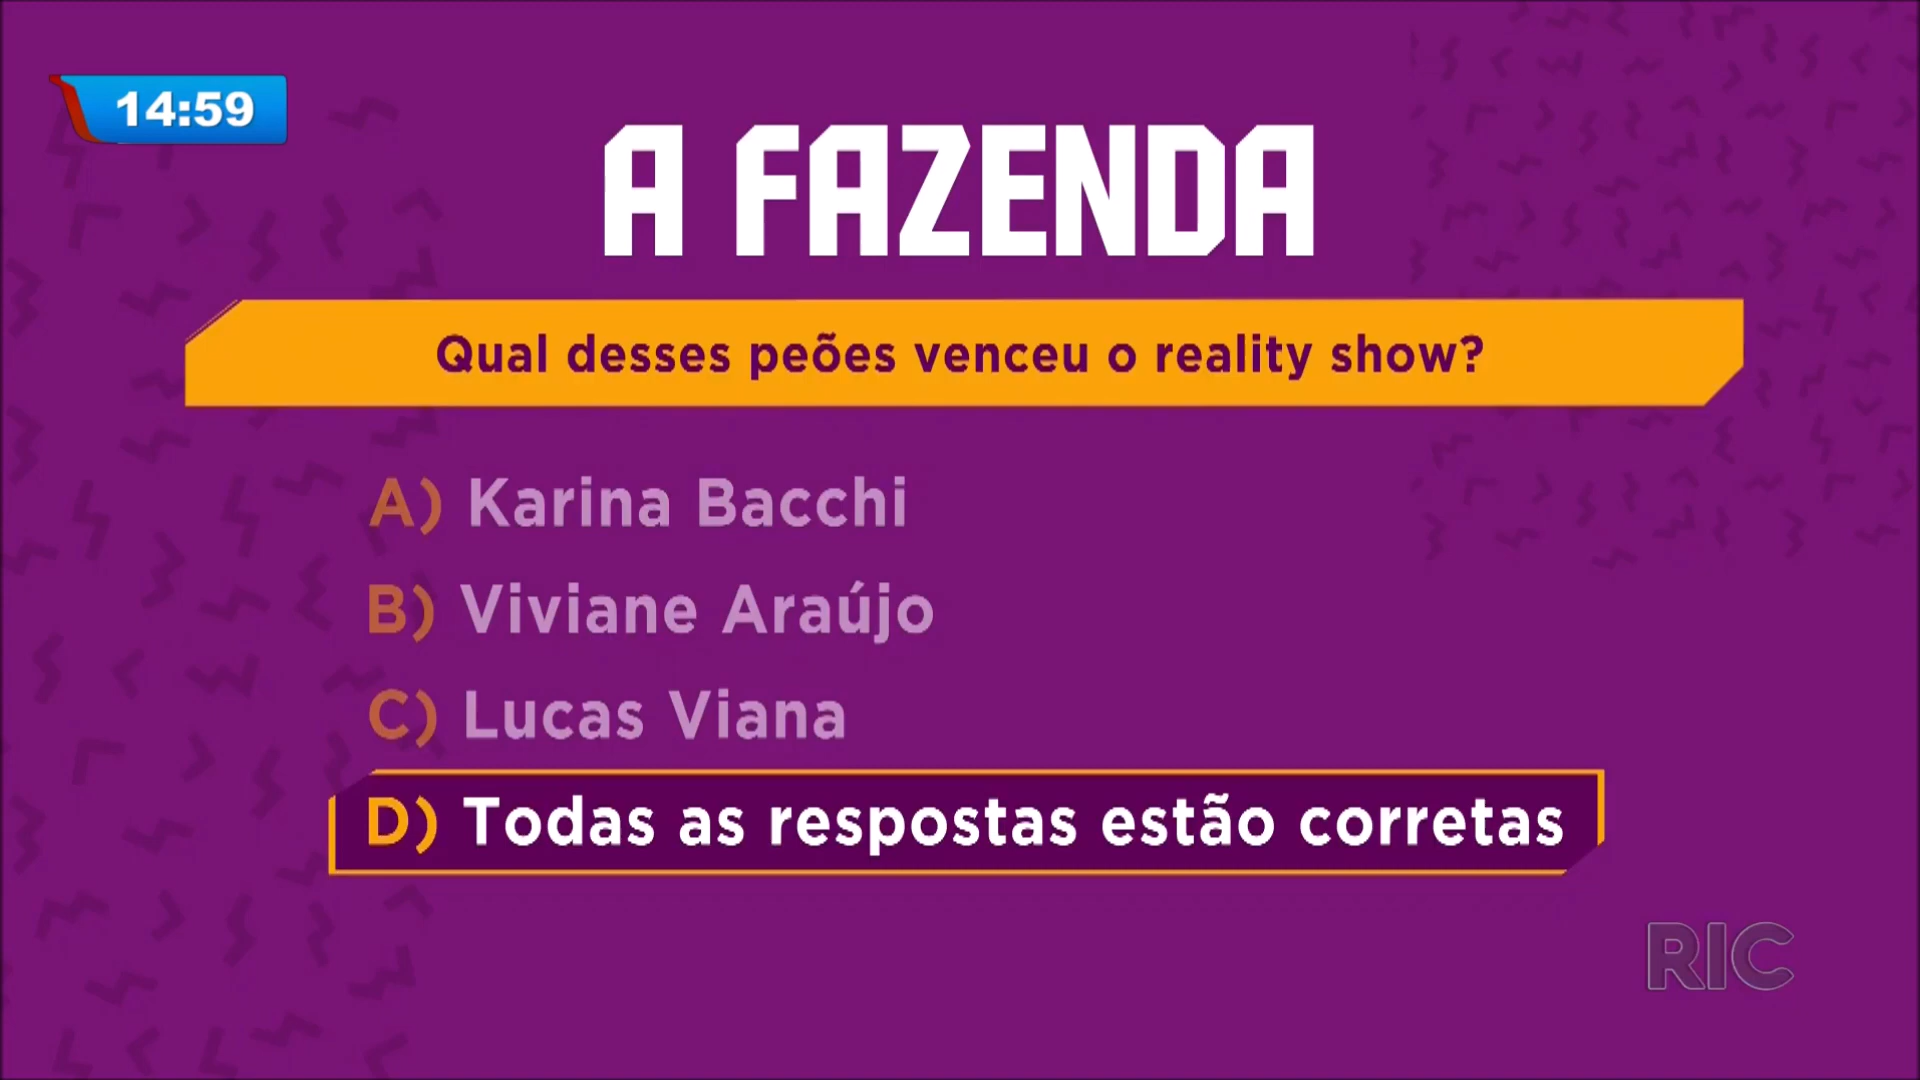 14:59
A FAZENDA
Qual desses peões venceu o reality show?
A) Karina Bacchi
B) Viviane Araújo
C) Lucas Viana
D) Todas as respostas estão corretas
RIC